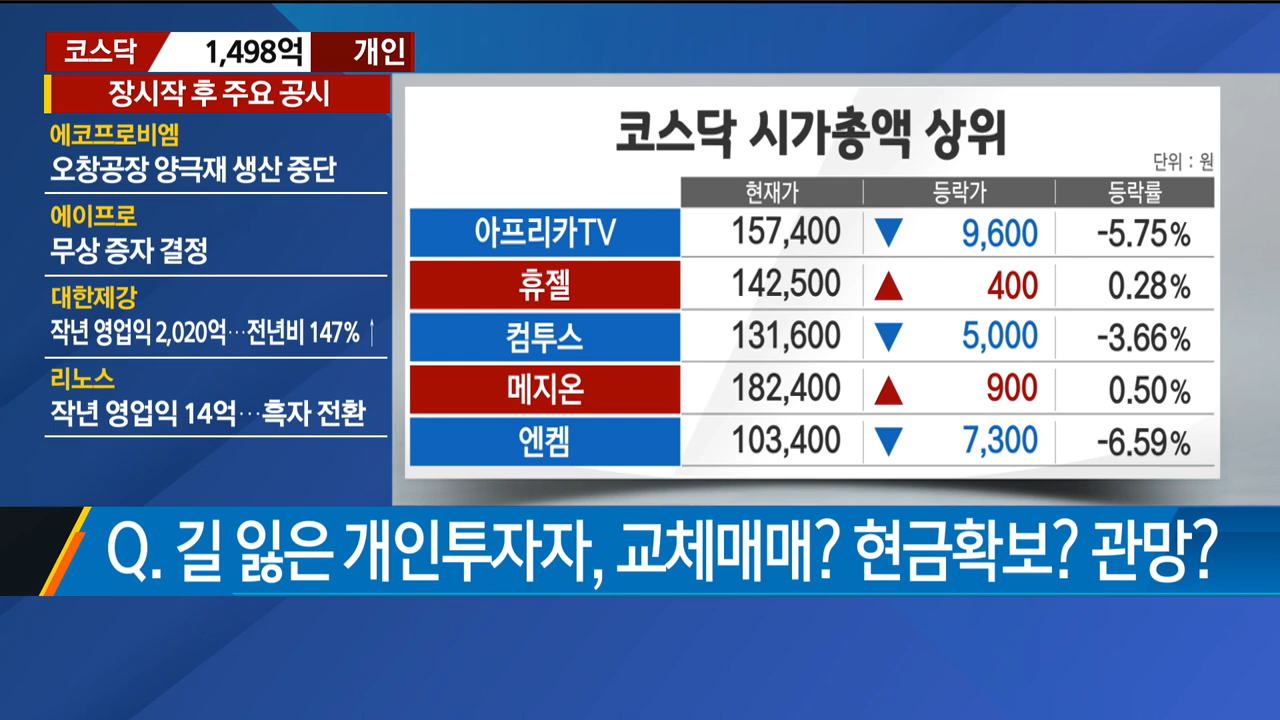 코스닥 1,498억 개인
장시작 후 주요 공시
에코프로비엠
오창공장 양극재 생산 중단
에이프로
무상 증자 결정
대한제강
작년 영업익 2,020억…전년비 147% ↑
리노스
작년 영업익 14억…흑자 전환
코스닥 시가총액 상위
단위 : 원
현재가 등락가 등락률
아프리카TV 157,400 ▼ 9,600 -5.75%
휴젤 142,500 ▲ 400 0.28%
컴투스 131,600 ▼ 5,000 -3.66%
메지온 182,400 ▲ 900 0.50%
엔켐 103,400 ▼ 7,300 -6.59%
Q. 길 잃은 개인투자자, 교체매매? 현금확보? 관망?